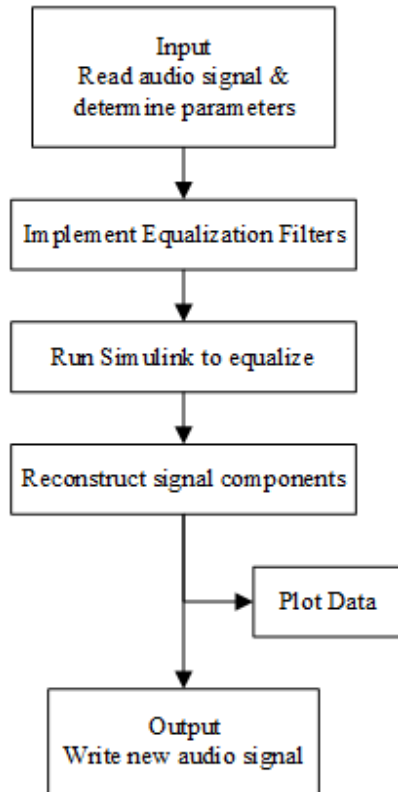 Input
Read audio signal &
determine parameters
Implement Equalization Filters
Run Simulink to equalize
Reconstruct signal components
Plot Data
Output
Write new audio signal